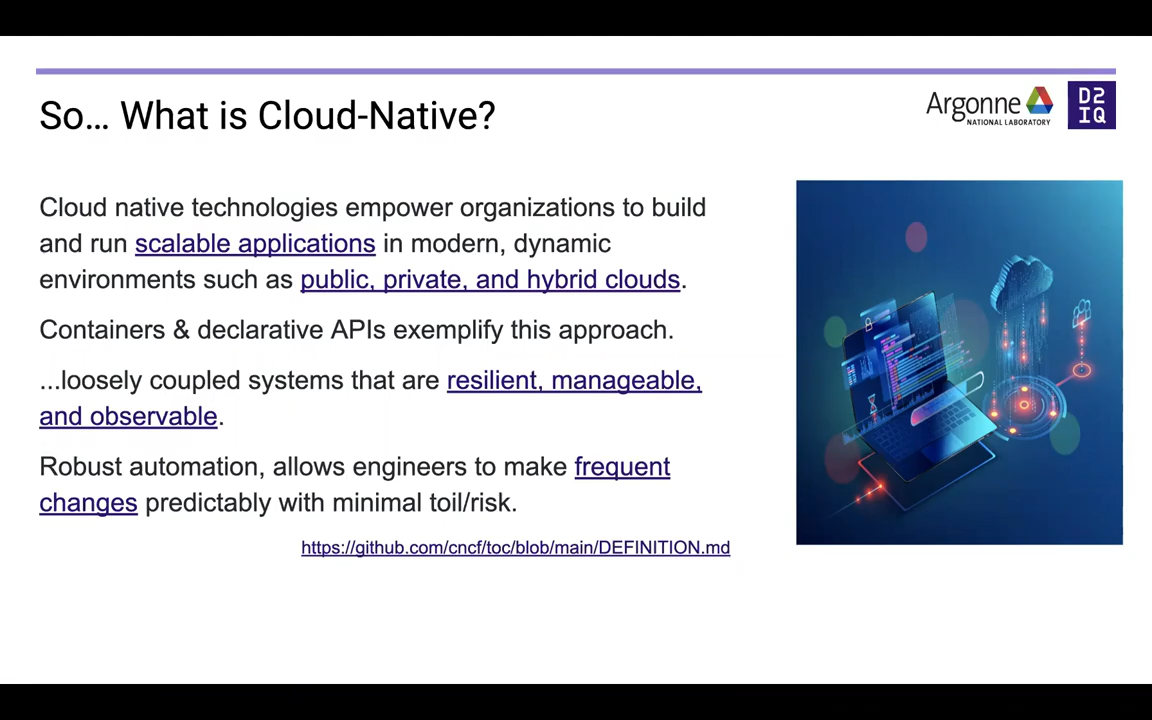 So… What is Cloud-Native?
Argonne
NATIONAL LABORATORY
D2
IQ
Cloud native technologies empower organizations to build
and run scalable applications in modern, dynamic
environments such as public, private, and hybrid clouds.
Containers & declarative APIs exemplify this approach.
...loosely coupled systems that are resilient, manageable,
and observable.
Robust automation, allows engineers to make frequent
changes predictably with minimal toil/risk.
https://github.com/cncf/toc/blob/main/DEFINITION.md